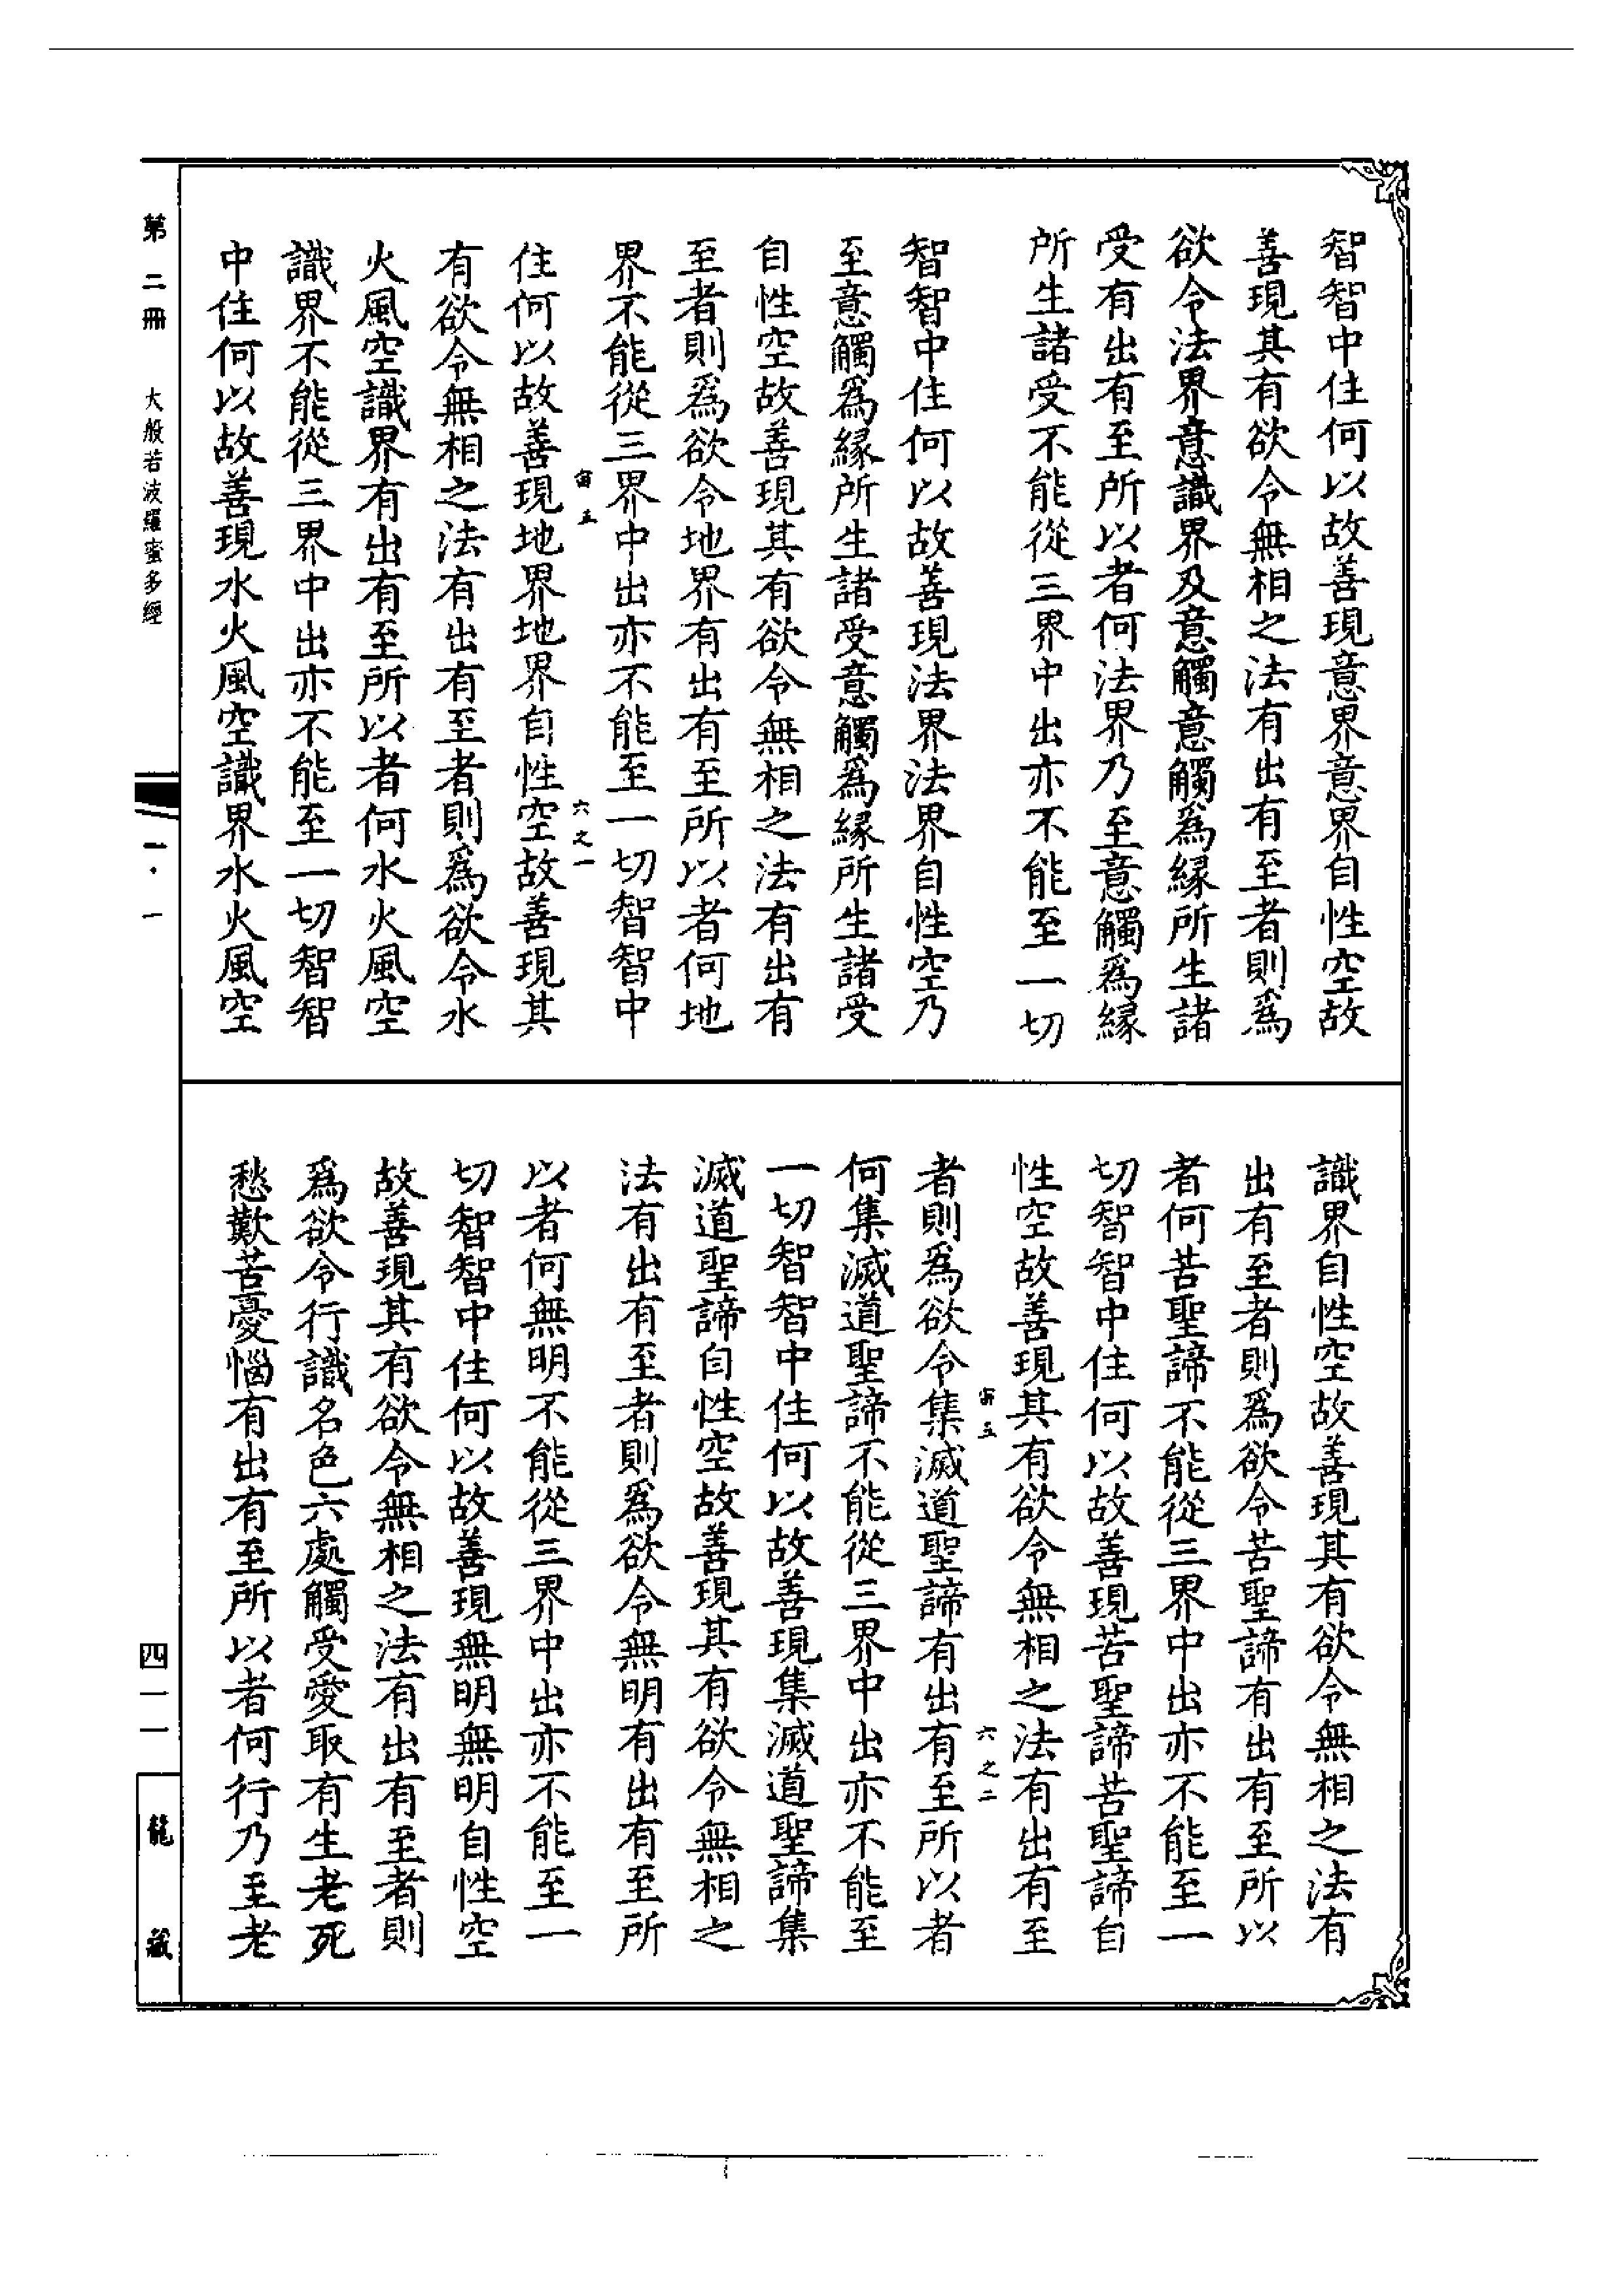 智智中住何以故善現意界意界自性空故
善現其有欲令無相之法有出有至者則爲
欲令法界意識界及意觸意觸爲緣所生諸
受有出有至所以者何法界乃至意觸爲緣
所生諸受不能從三界中出亦不能至一切
智智中住何以故善現法界法界自性空乃
至意觸爲緣所生諸受意觸爲緣所生諸受
自性空故善現其有欲令無相之法有出有
至者則爲欲令地界有出有至所以者何地
界不能從三界中出亦不能至一切智智中
宙五 六之一
住何以故善現地界地界自性空故善現其
有欲令無相之法有出有至者則爲欲令水
火風空識界有出有至所以者何水火風空
識界不能從三界中出亦不能至一切智智
中住何以故善現水火風空識界水火風空
識界自性空故善現其有欲令無相之法有
出有至者則爲欲令苦聖諦有出有至所以
者何苦聖諦不能從三界中出亦不能至一
切智智中住何以故善現苦聖諦苦聖諦自
性空故善現其有欲令無相之法有出有至
宙五 六之二
者則爲欲令集滅道聖諦有出有至所以者
何集滅道聖諦不能從三界中出亦不能至
一切智智中住何以故善現集滅道聖諦集
滅道聖諦自性空故善現其有欲令無相之
法有出有至者則爲欲令無明有出有至所
以者何無明不能從三界中出亦不能至一
切智智中住何以故善現無明無明自性空
故善現其有欲令無相之法有出有至者則
爲欲令行識名色六處觸受愛取有生老死
愁歎苦憂惱有出有至所以者何行乃至老
第二冊 大般若波羅蜜多經 一·一 四一一 龍藏